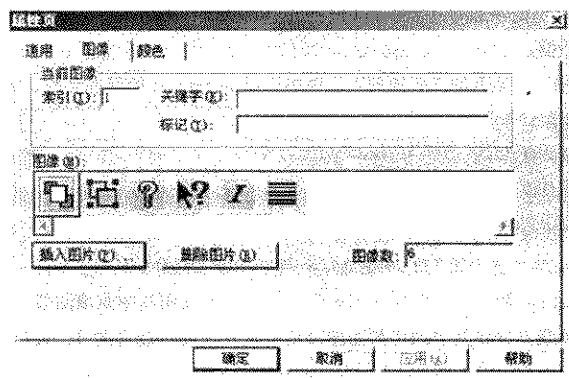 属性页
通用 图像 颜色
当前图像
索引(I): 1 关键字(K):
标记(T):
图像(M)
插入图片(P)... 删除图片(R) 图像数: 6
确定 取消 应用(A) 帮助